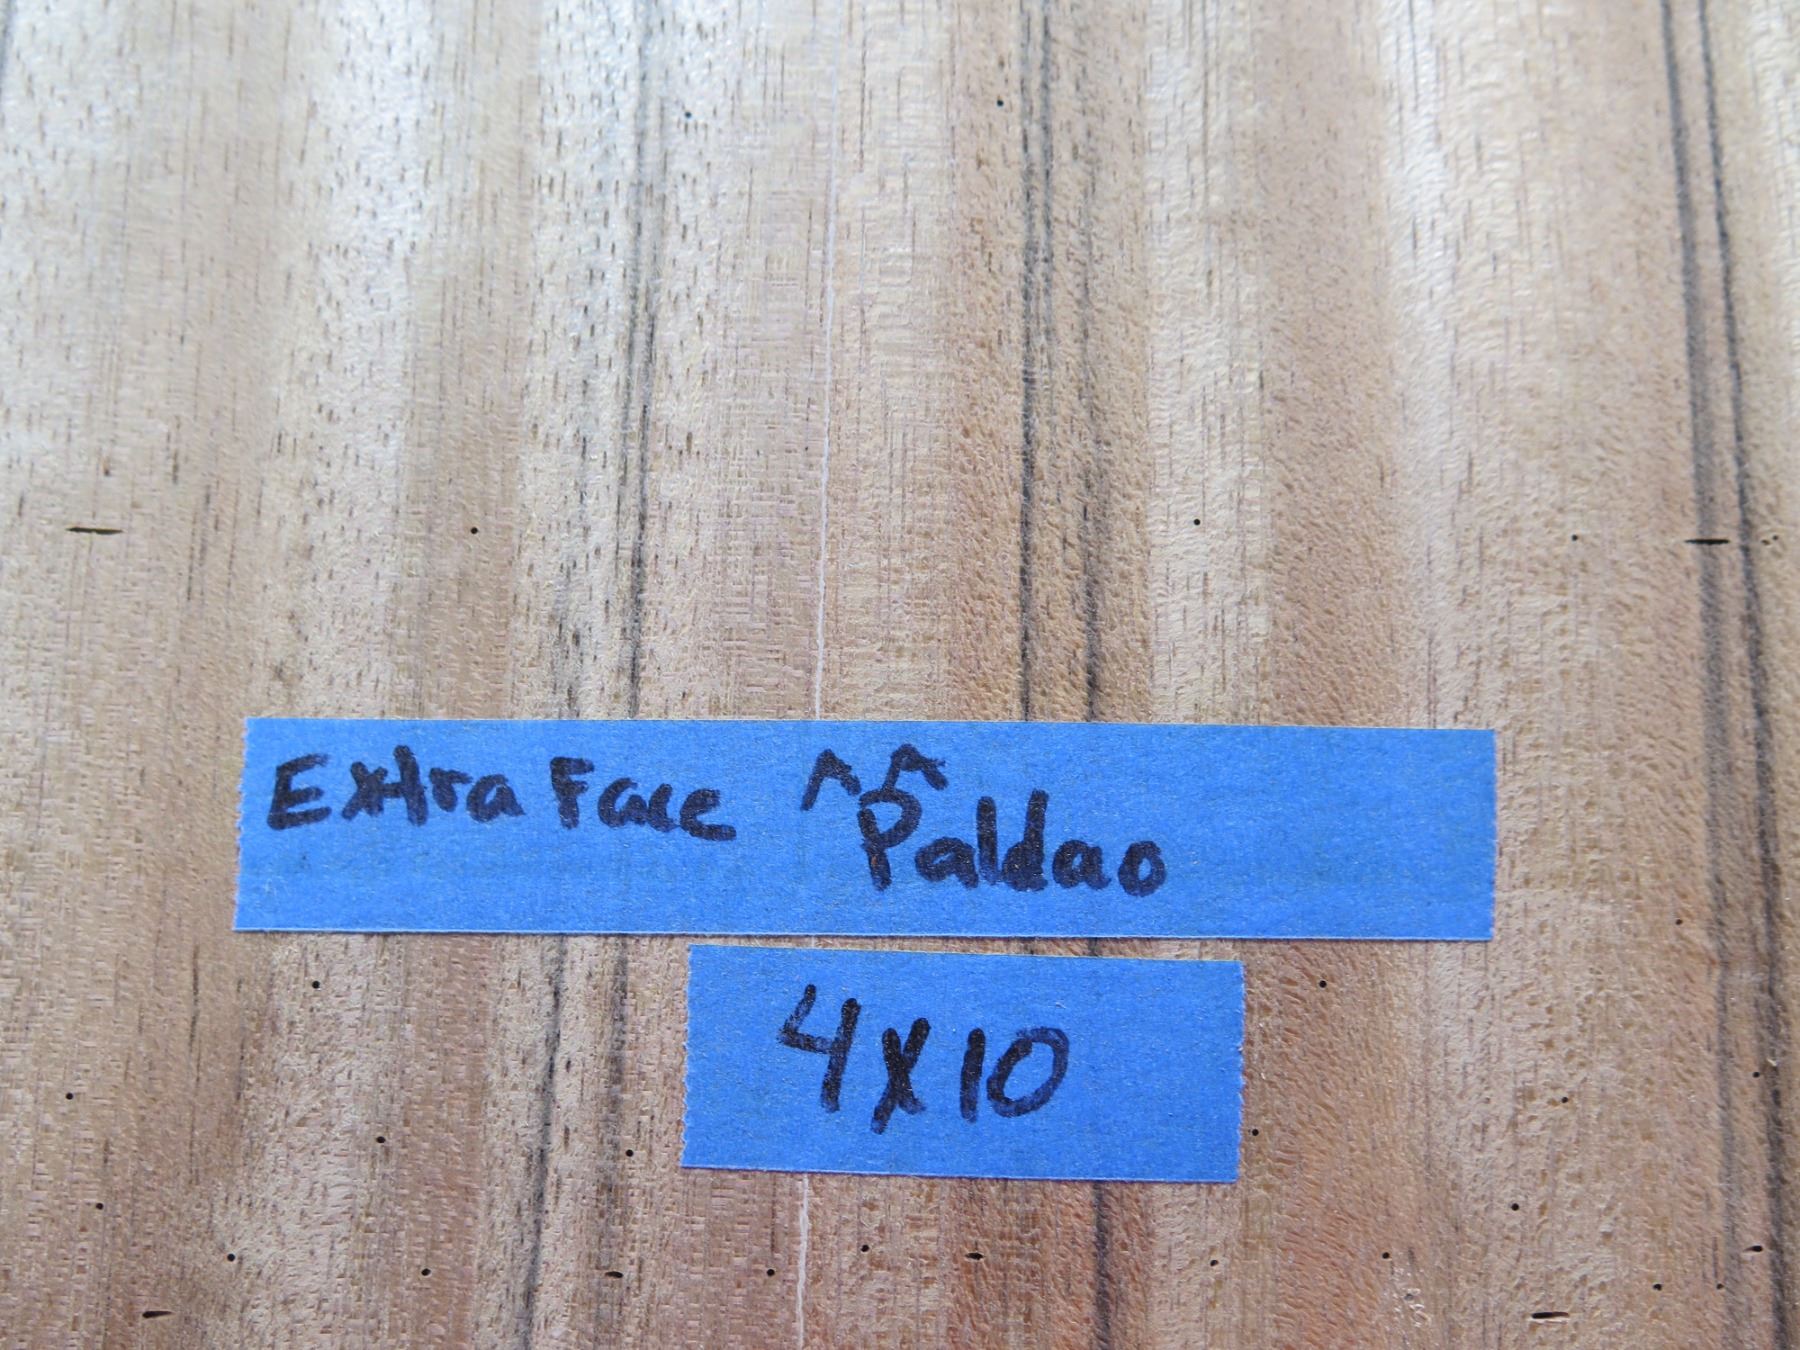 Extra Face ^^
Paldao
4x10